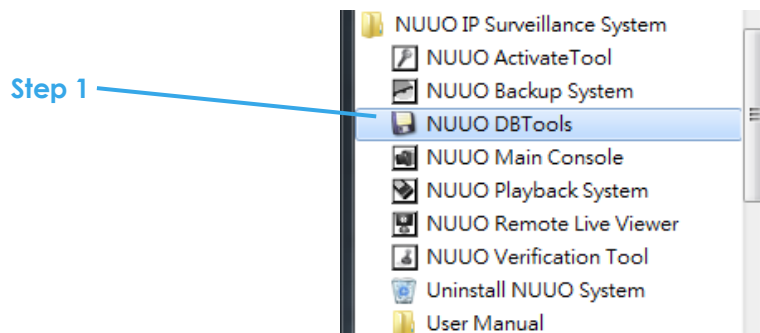 NUUO IP Surveillance System
NUUO ActivateTool
Step 1
NUUO Backup System
NUUO DBTools
NUUO Main Console
NUUO Playback System
NUUO Remote Live Viewer
NUUO Verification Tool
Uninstall NUUO System
User Manual